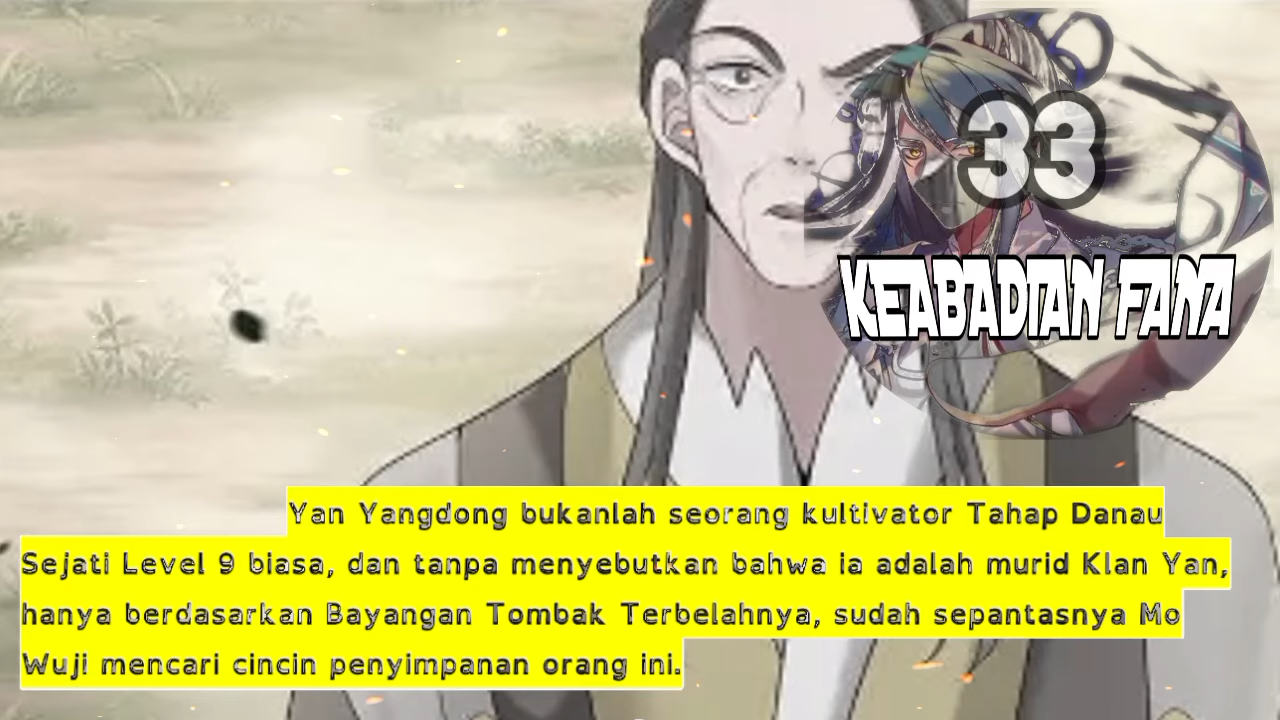 33
KEABADIAN FANA
Yan Yangdong bukanlah seorang kultivator Tahap Danau
Sejati Level 9 biasa, dan tanpa menyebutkan bahwa ia adalah murid Klan Yan,
hanya berdasarkan Bayangan Tombak Terbelahnya, sudah sepantasnya Mo
Wuji mencari cincin penyimpanan orang ini.